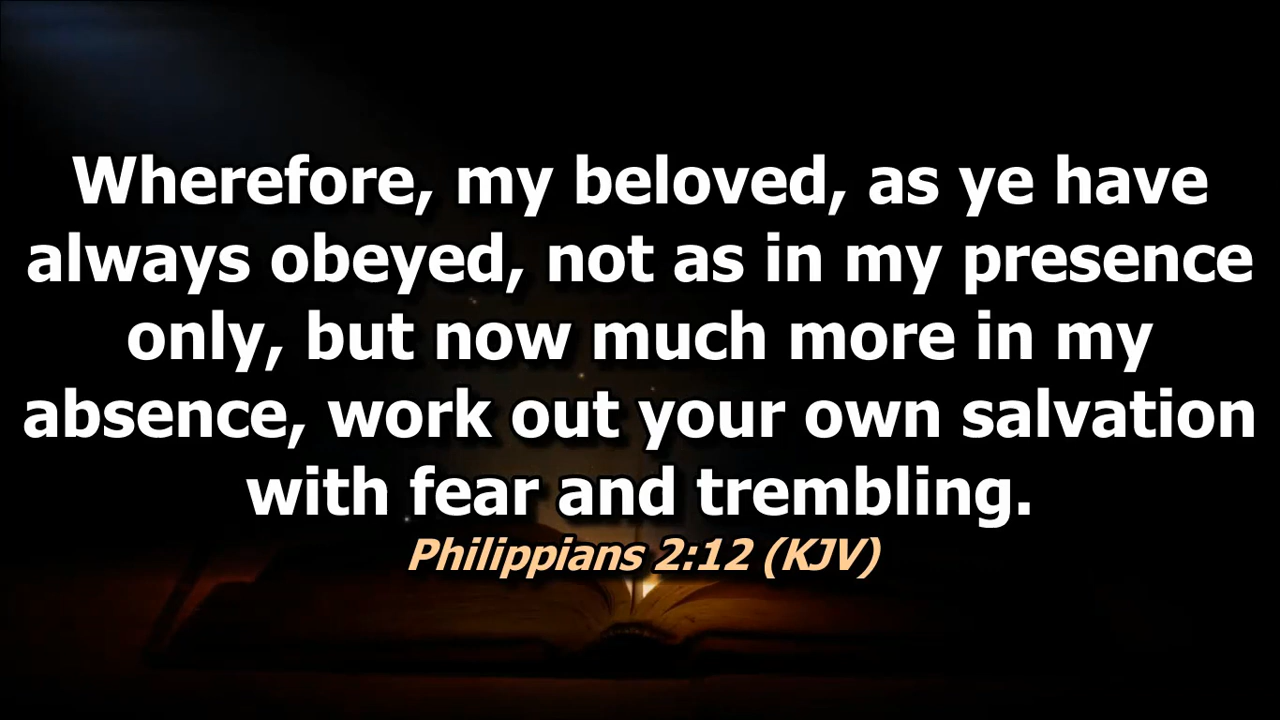 Wherefore, my beloved, as ye have
always obeyed, not as in my presence
only, but now much more in my
absence, work out your own salvation
with fear and trembling.
Philippians 2:12 (KJV)